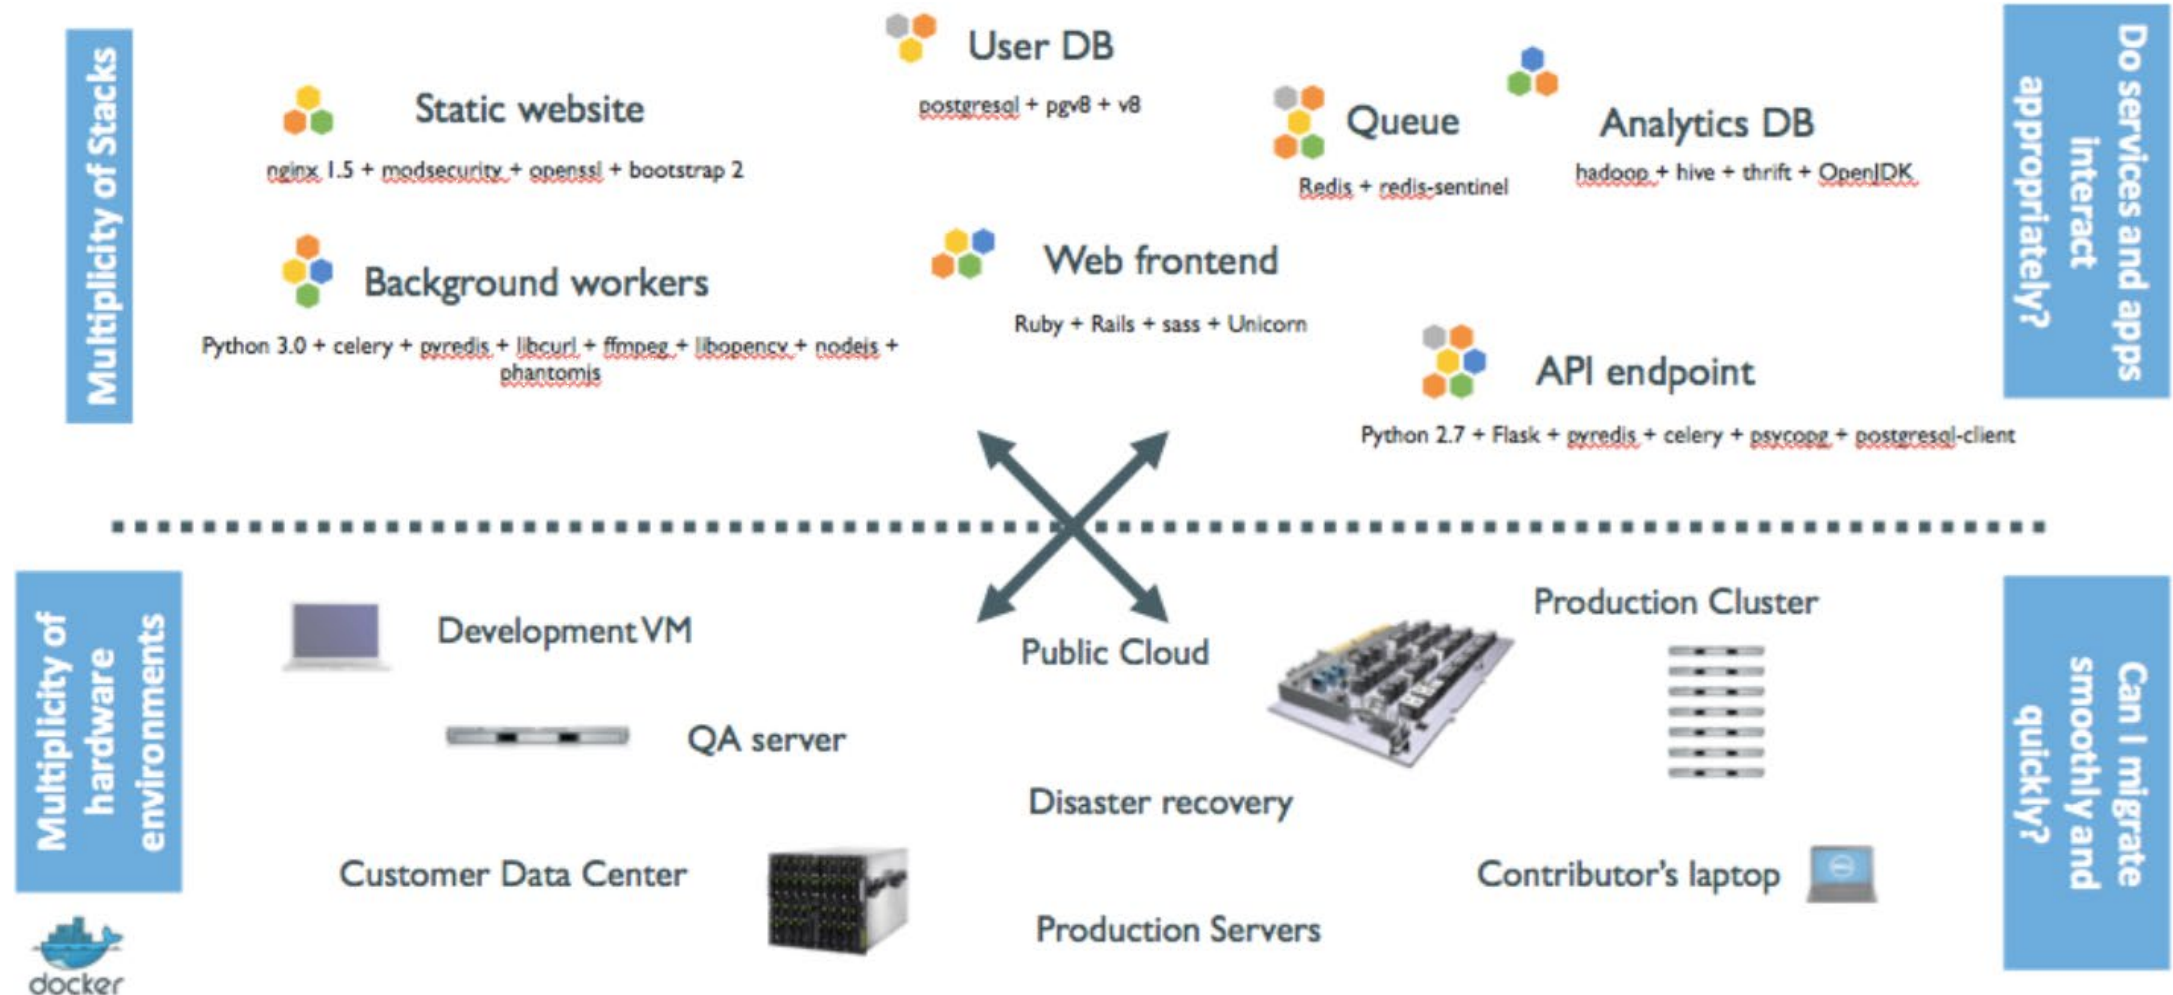 Multiplicity of Stacks
Static website
nginx 1.5 + modsecurity + openssl + bootstrap 2
Background workers
Python 3.0 + celery + pyredis + libcurl + ffmpeg + libopencv + nodejs +
phantomjs
User DB
postgresql + pgv8 + v8
Queue
Redis + redis-sentinel
Analytics DB
hadoop + hive + thrift + OpenJDK
Web frontend
Ruby + Rails + sass + Unicorn
API endpoint
Python 2.7 + Flask + pyredis + celery + psycopg + postgresql-client
Do services and apps
interact
appropriately?
Multiplicity of
hardware
environments
Development VM
QA server
Customer Data Center
Public Cloud
Disaster recovery
Production Servers
Production Cluster
Contributor's laptop
Can I migrate
smoothly and
quickly?
docker